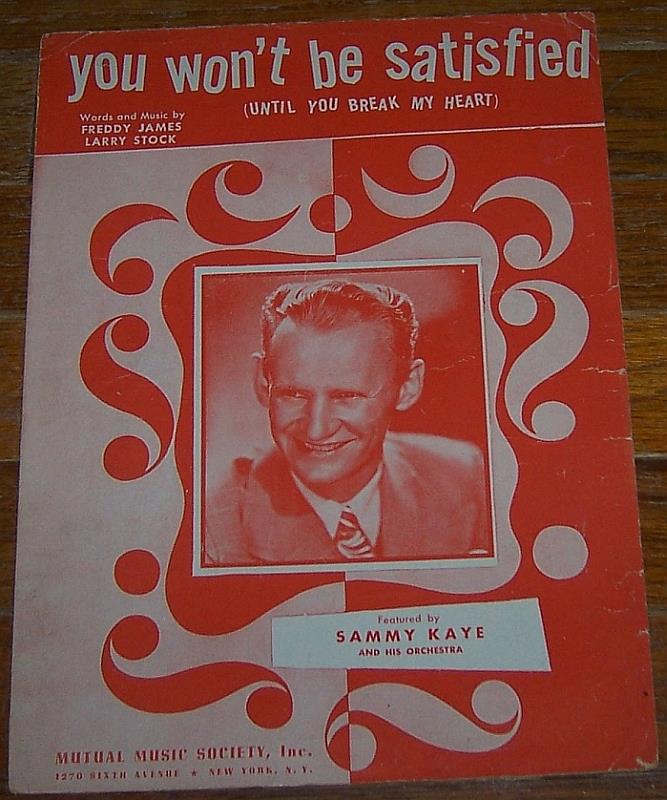 you won't be satisfied
(UNTIL YOU BREAK MY HEART)
Words and Music by
FREDDY JAMES
LARRY STOCK
Featured by
SAMMY KAYE
AND HIS ORCHESTRA
MUTUAL MUSIC SOCIETY, Inc.
1270 SIXTH AVENUE ★ NEW YORK, N. Y.